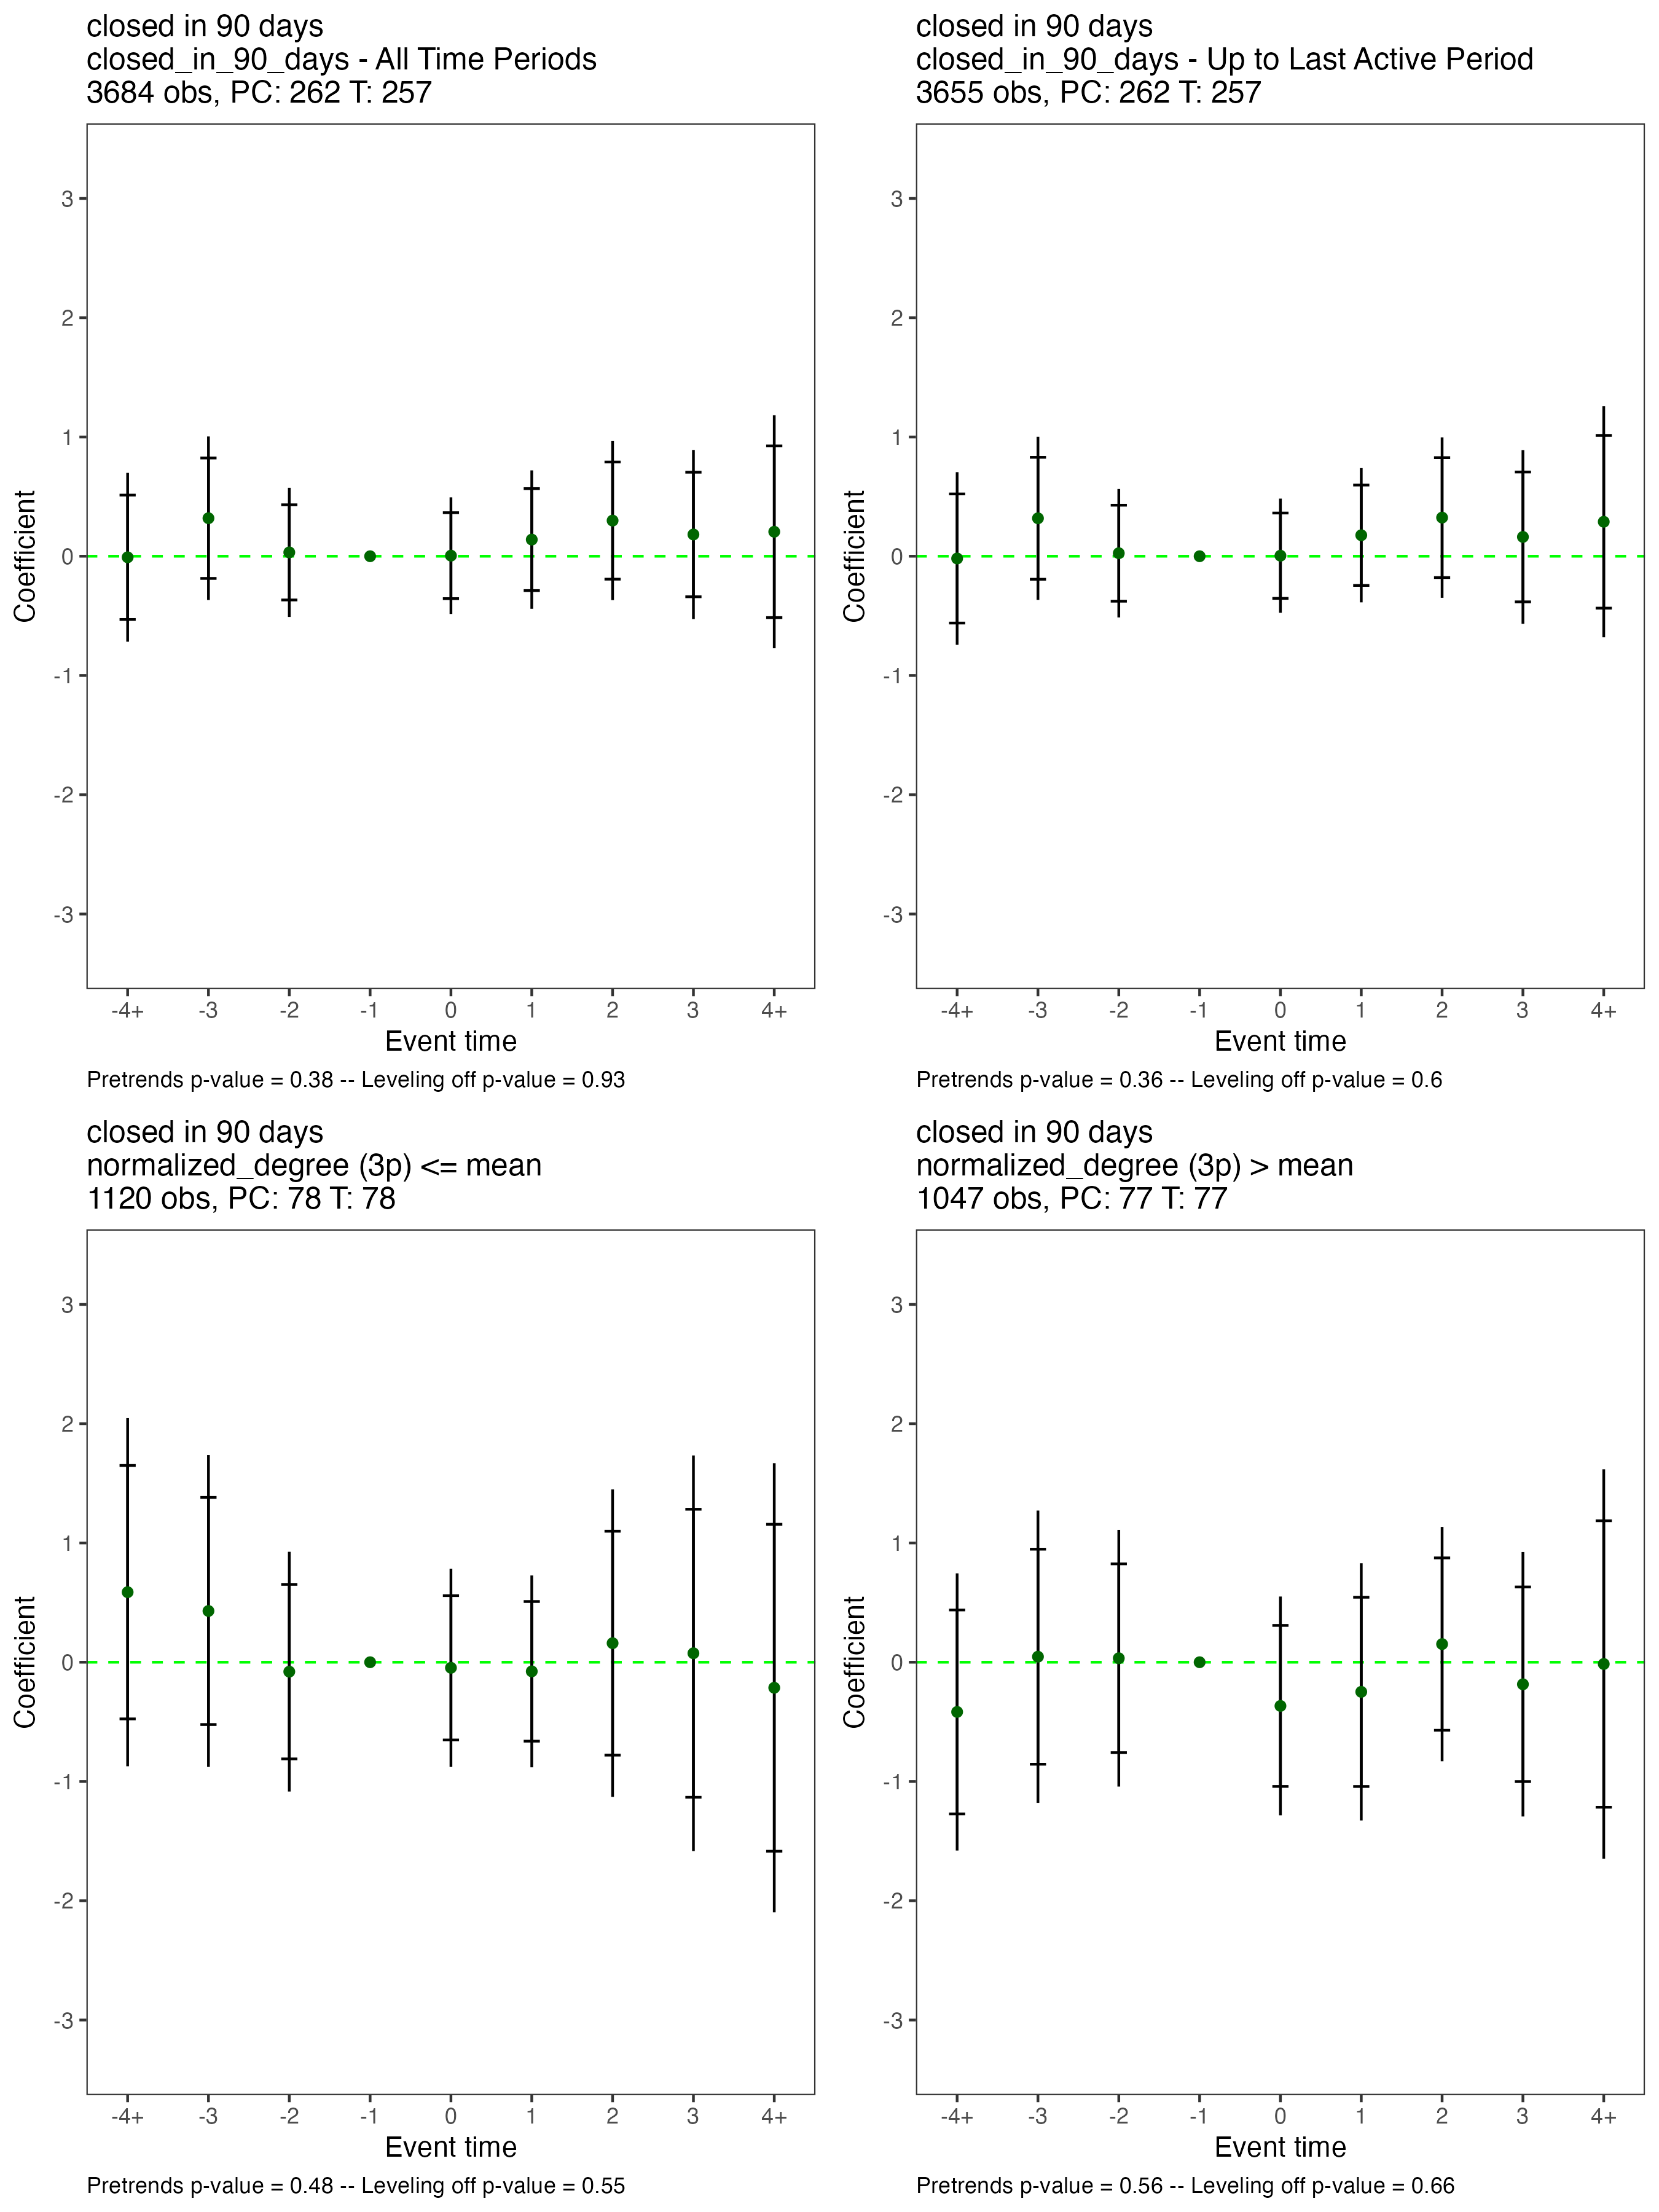 closed in 90 days
closed_in_90_days - All Time Periods
3684 obs, PC: 262 T: 257
Coefficient
3
2
1
0
-1
-2
-3
-4+ -3 -2 -1 0 1 2 3 4+
Event time
Pretrends p-value = 0.38 -- Leveling off p-value = 0.93
closed in 90 days
closed_in_90_days - Up to Last Active Period
3655 obs, PC: 262 T: 257
Coefficient
3
2
1
0
-1
-2
-3
-4+ -3 -2 -1 0 1 2 3 4+
Event time
Pretrends p-value = 0.36 -- Leveling off p-value = 0.6
closed in 90 days
normalized_degree (3p) <= mean
1120 obs, PC: 78 T: 78
Coefficient
3
2
1
0
-1
-2
-3
-4+ -3 -2 -1 0 1 2 3 4+
Event time
Pretrends p-value = 0.48 -- Leveling off p-value = 0.55
closed in 90 days
normalized_degree (3p) > mean
1047 obs, PC: 77 T: 77
Coefficient
3
2
1
0
-1
-2
-3
-4+ -3 -2 -1 0 1 2 3 4+
Event time
Pretrends p-value = 0.56 -- Leveling off p-value = 0.66